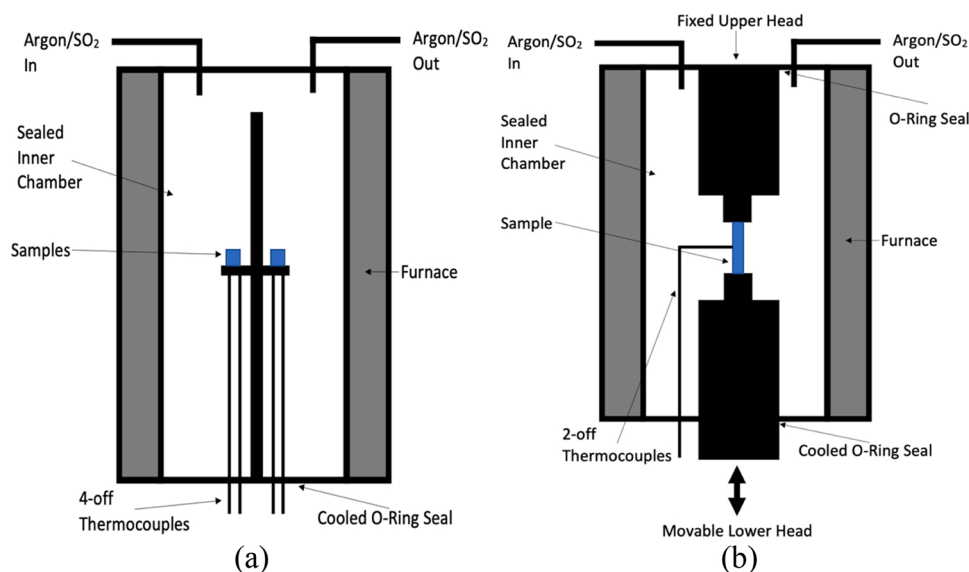 (a)
Argon/SO₂
In
Argon/SO₂
Out
Sealed
Inner
Chamber
Samples
Furnace
4-off
Thermocouples
Cooled O-Ring Seal
(a)
Fixed Upper Head
Argon/SO₂
In
Argon/SO₂
Out
O-Ring Seal
Sealed
Inner
Chamber
Sample
Furnace
2-off
Thermocouples
Cooled O-Ring Seal
Movable Lower Head
(b)